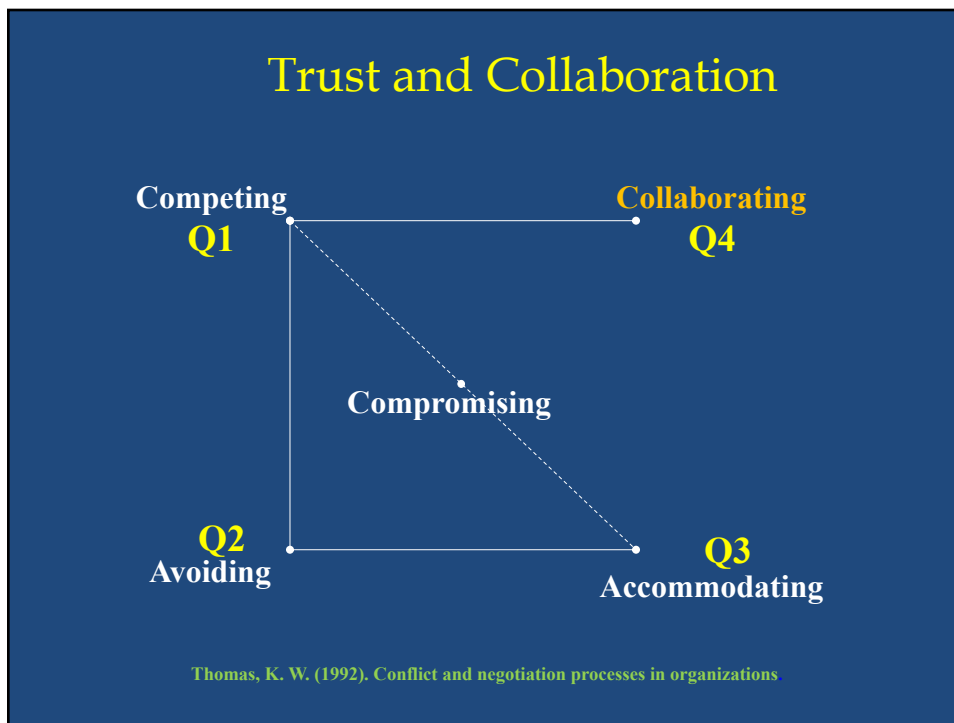 Trust and Collaboration
Competing
Collaborating
Q1
Q4
Compromising
Q2
Q3
Avoiding
Accommodating
Thomas, K. W. (1992). Conflict and negotiation processes in organizations.